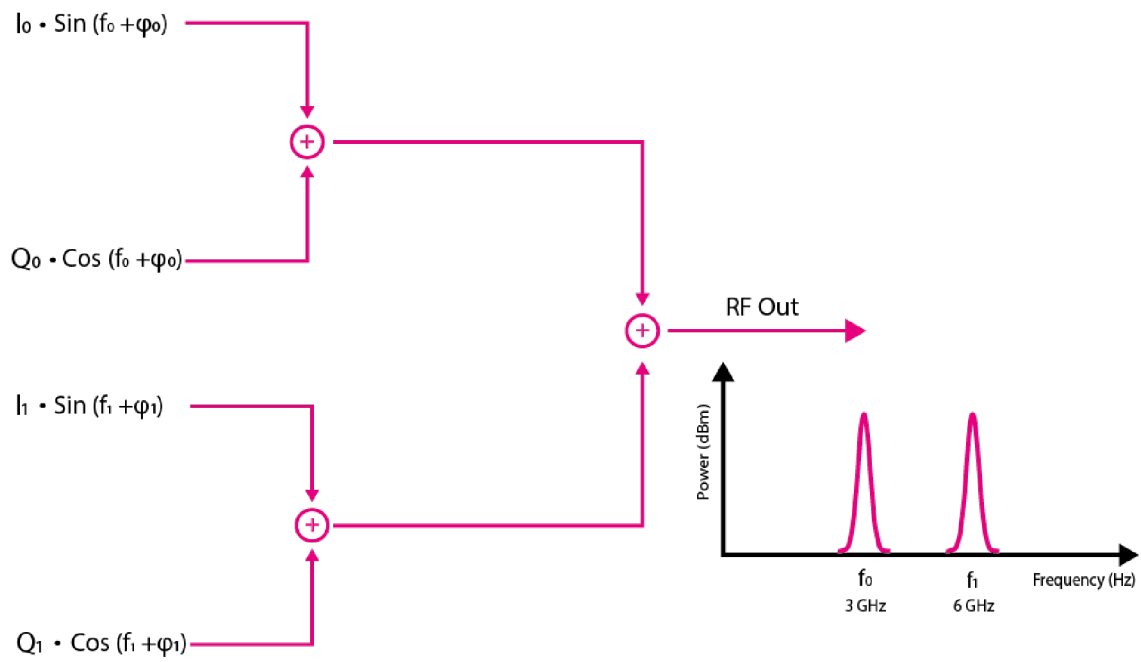 I₀ • Sin (f₀ +φ₀)
+
Q₀ • Cos (f₀ +φ₀)
RF Out
+
I₁ • Sin (f₁ +φ₁)
Power (dBm)
+
f₀
f₁
Frequency (Hz)
3 GHz
6 GHz
Q₁ • Cos (f₁ +φ₁)